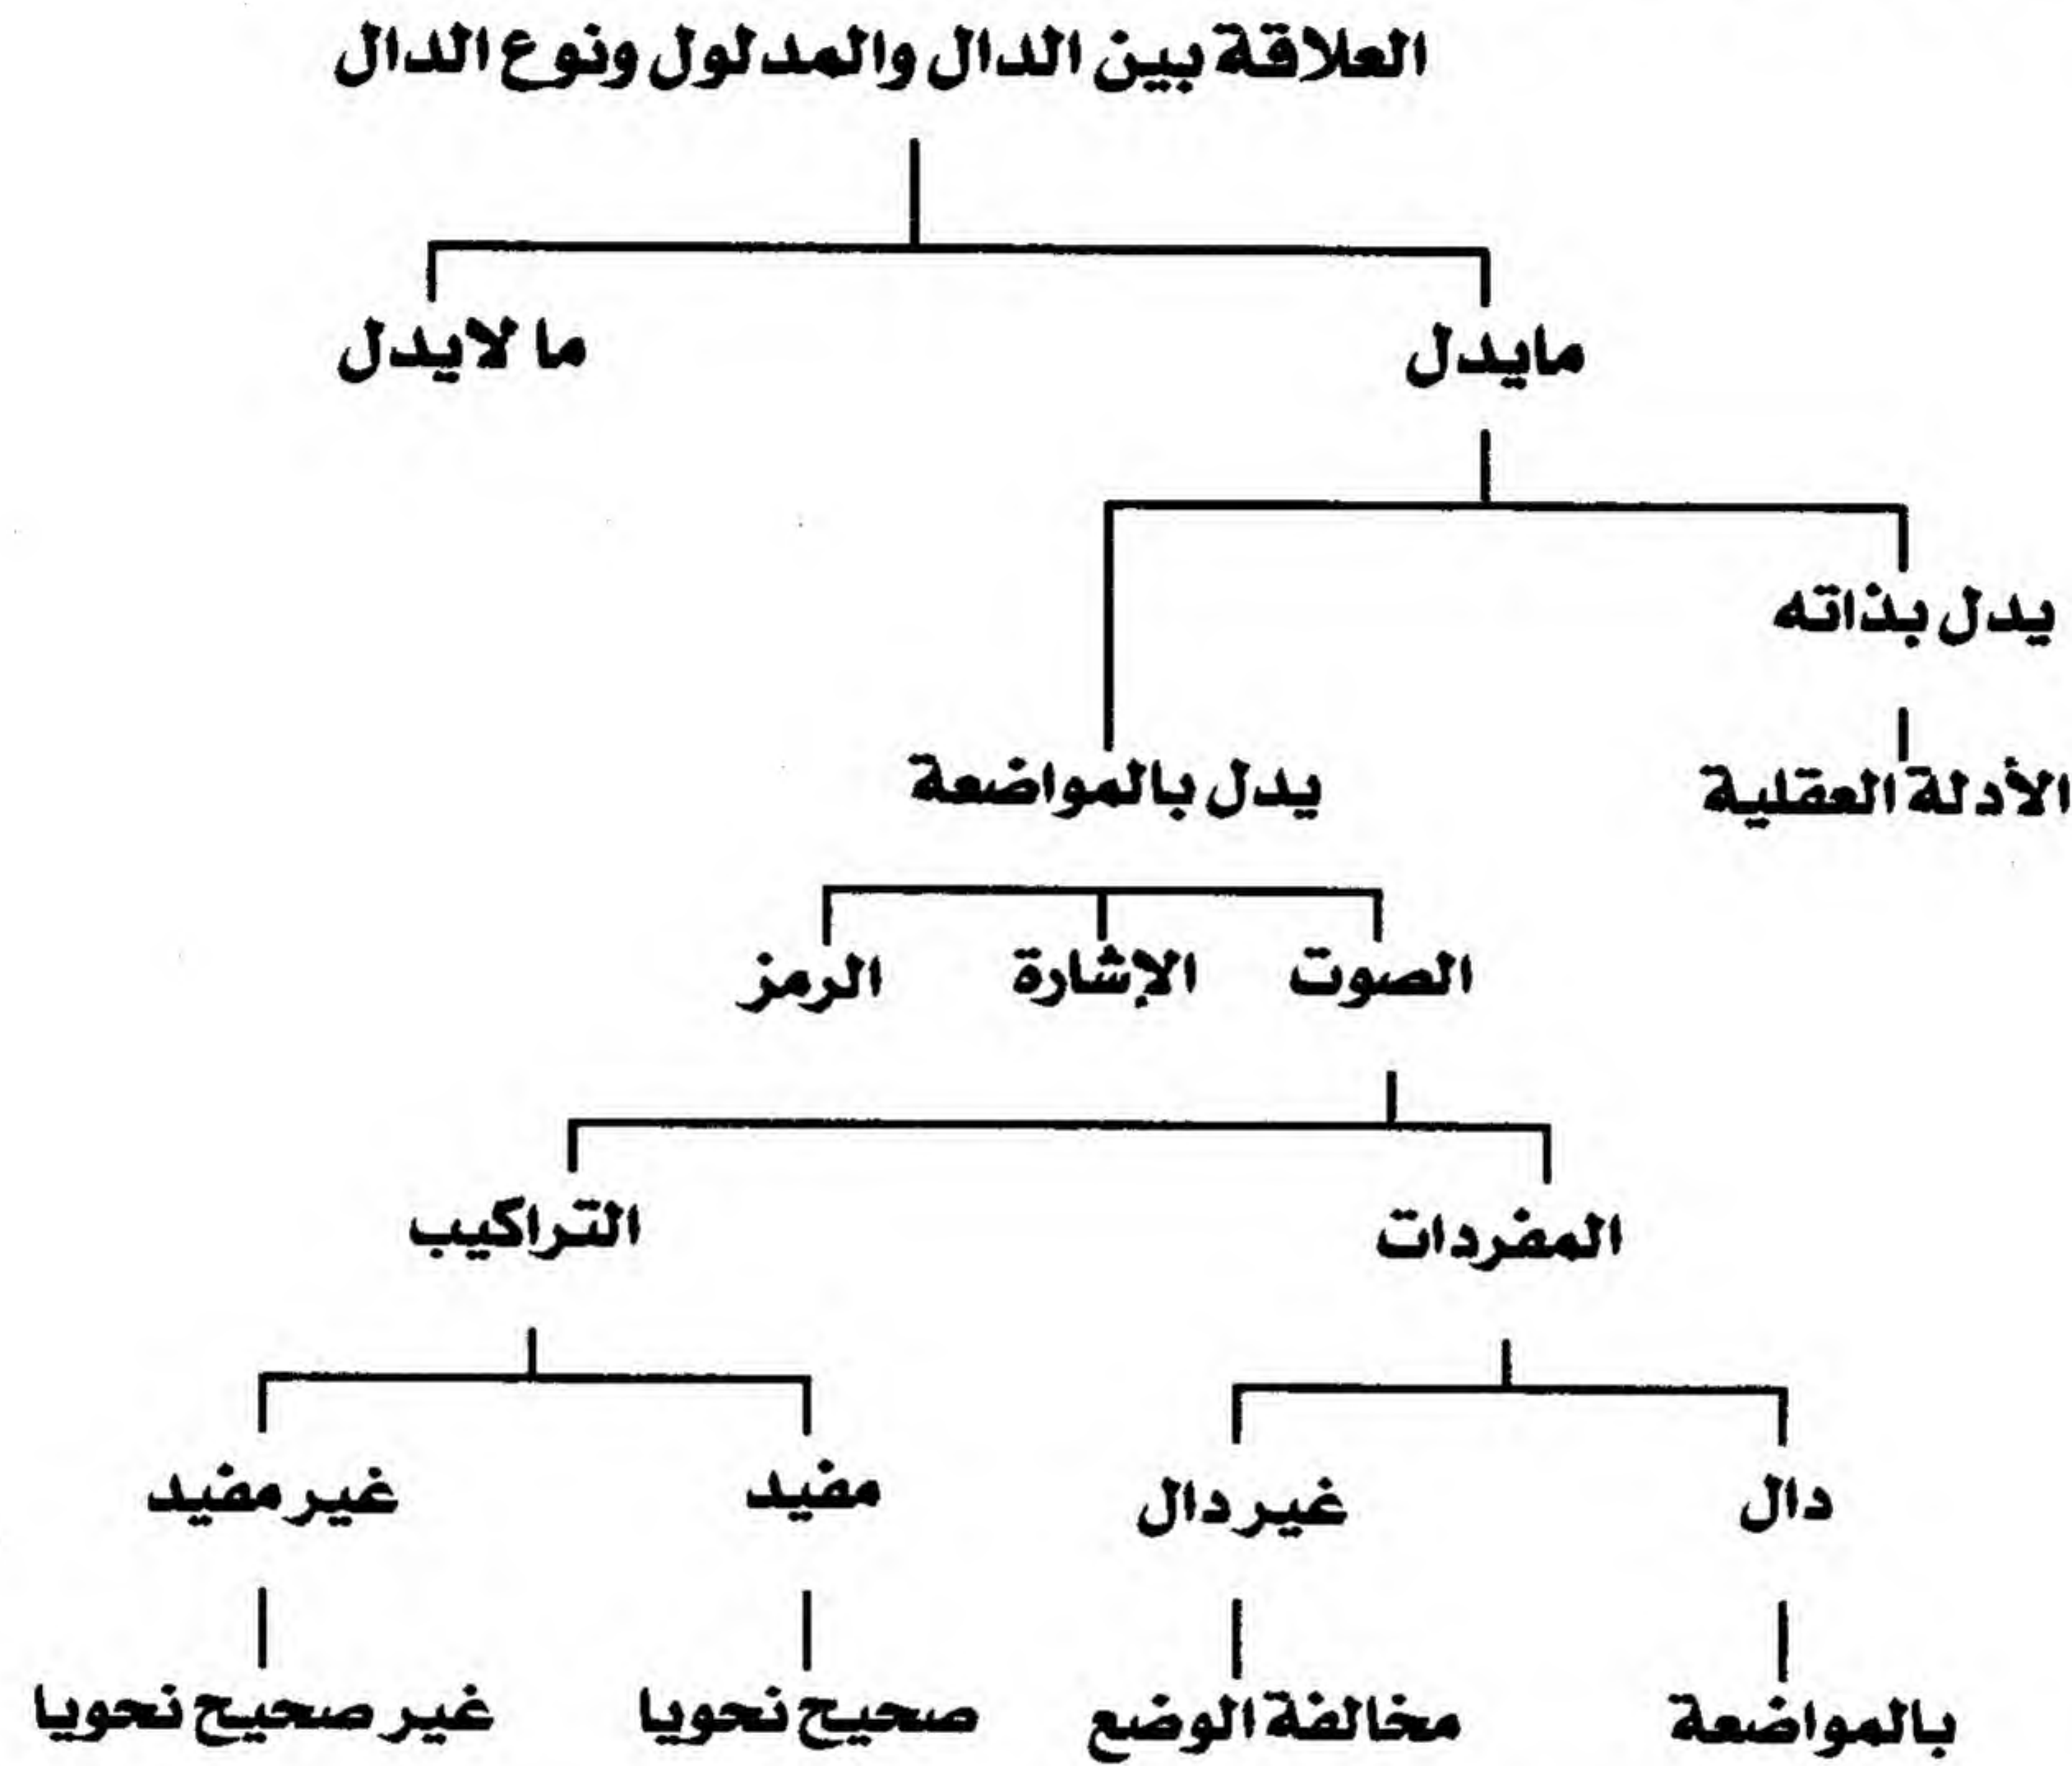 العلاقة بين الدال والمدلول ونوع الدال
مايدل
ما لايدل
يدل بذاته
يدل بالمواضعة
الأدلة العقلية
الصوت
الإشارة
الرمز
المفردات
التراكيب
دال
غير دال
مفيد
غير مفيد
بالمواضعة
مخالفة الوضع
صحيح نحويا
غير صحيح نحويا